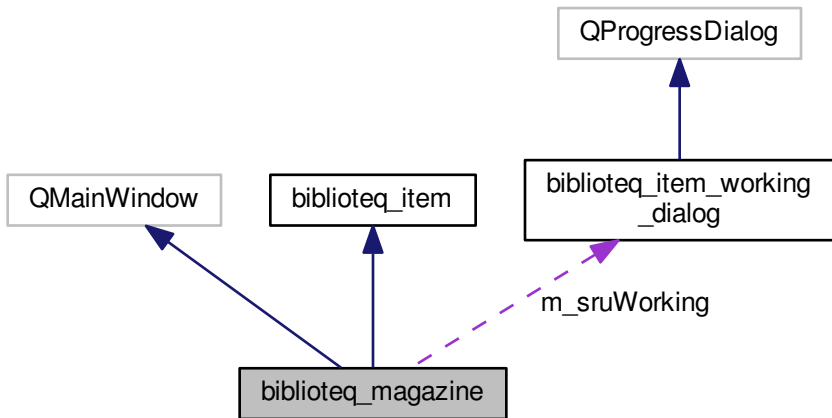 QProgressDialog
QMainWindow
biblioteq_item
biblioteq_item_working
_dialog
m_sruWorking
biblioteq_magazine